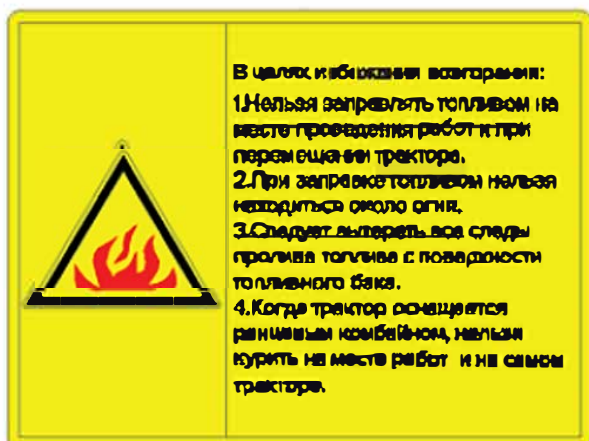 В целях избежания возгорания:
1.Нельзя заправлять топливом на
месте проведения работ и при
перемещении трактора.
2.При заправке топливом нельзя
находиться около огня.
3.Следует вытереть все следы
пролива топлива с поверхности
топливного бака.
4.Когда трактор оснащается
комбайном, нельзя
курить на месте работ и на самом
тракторе.